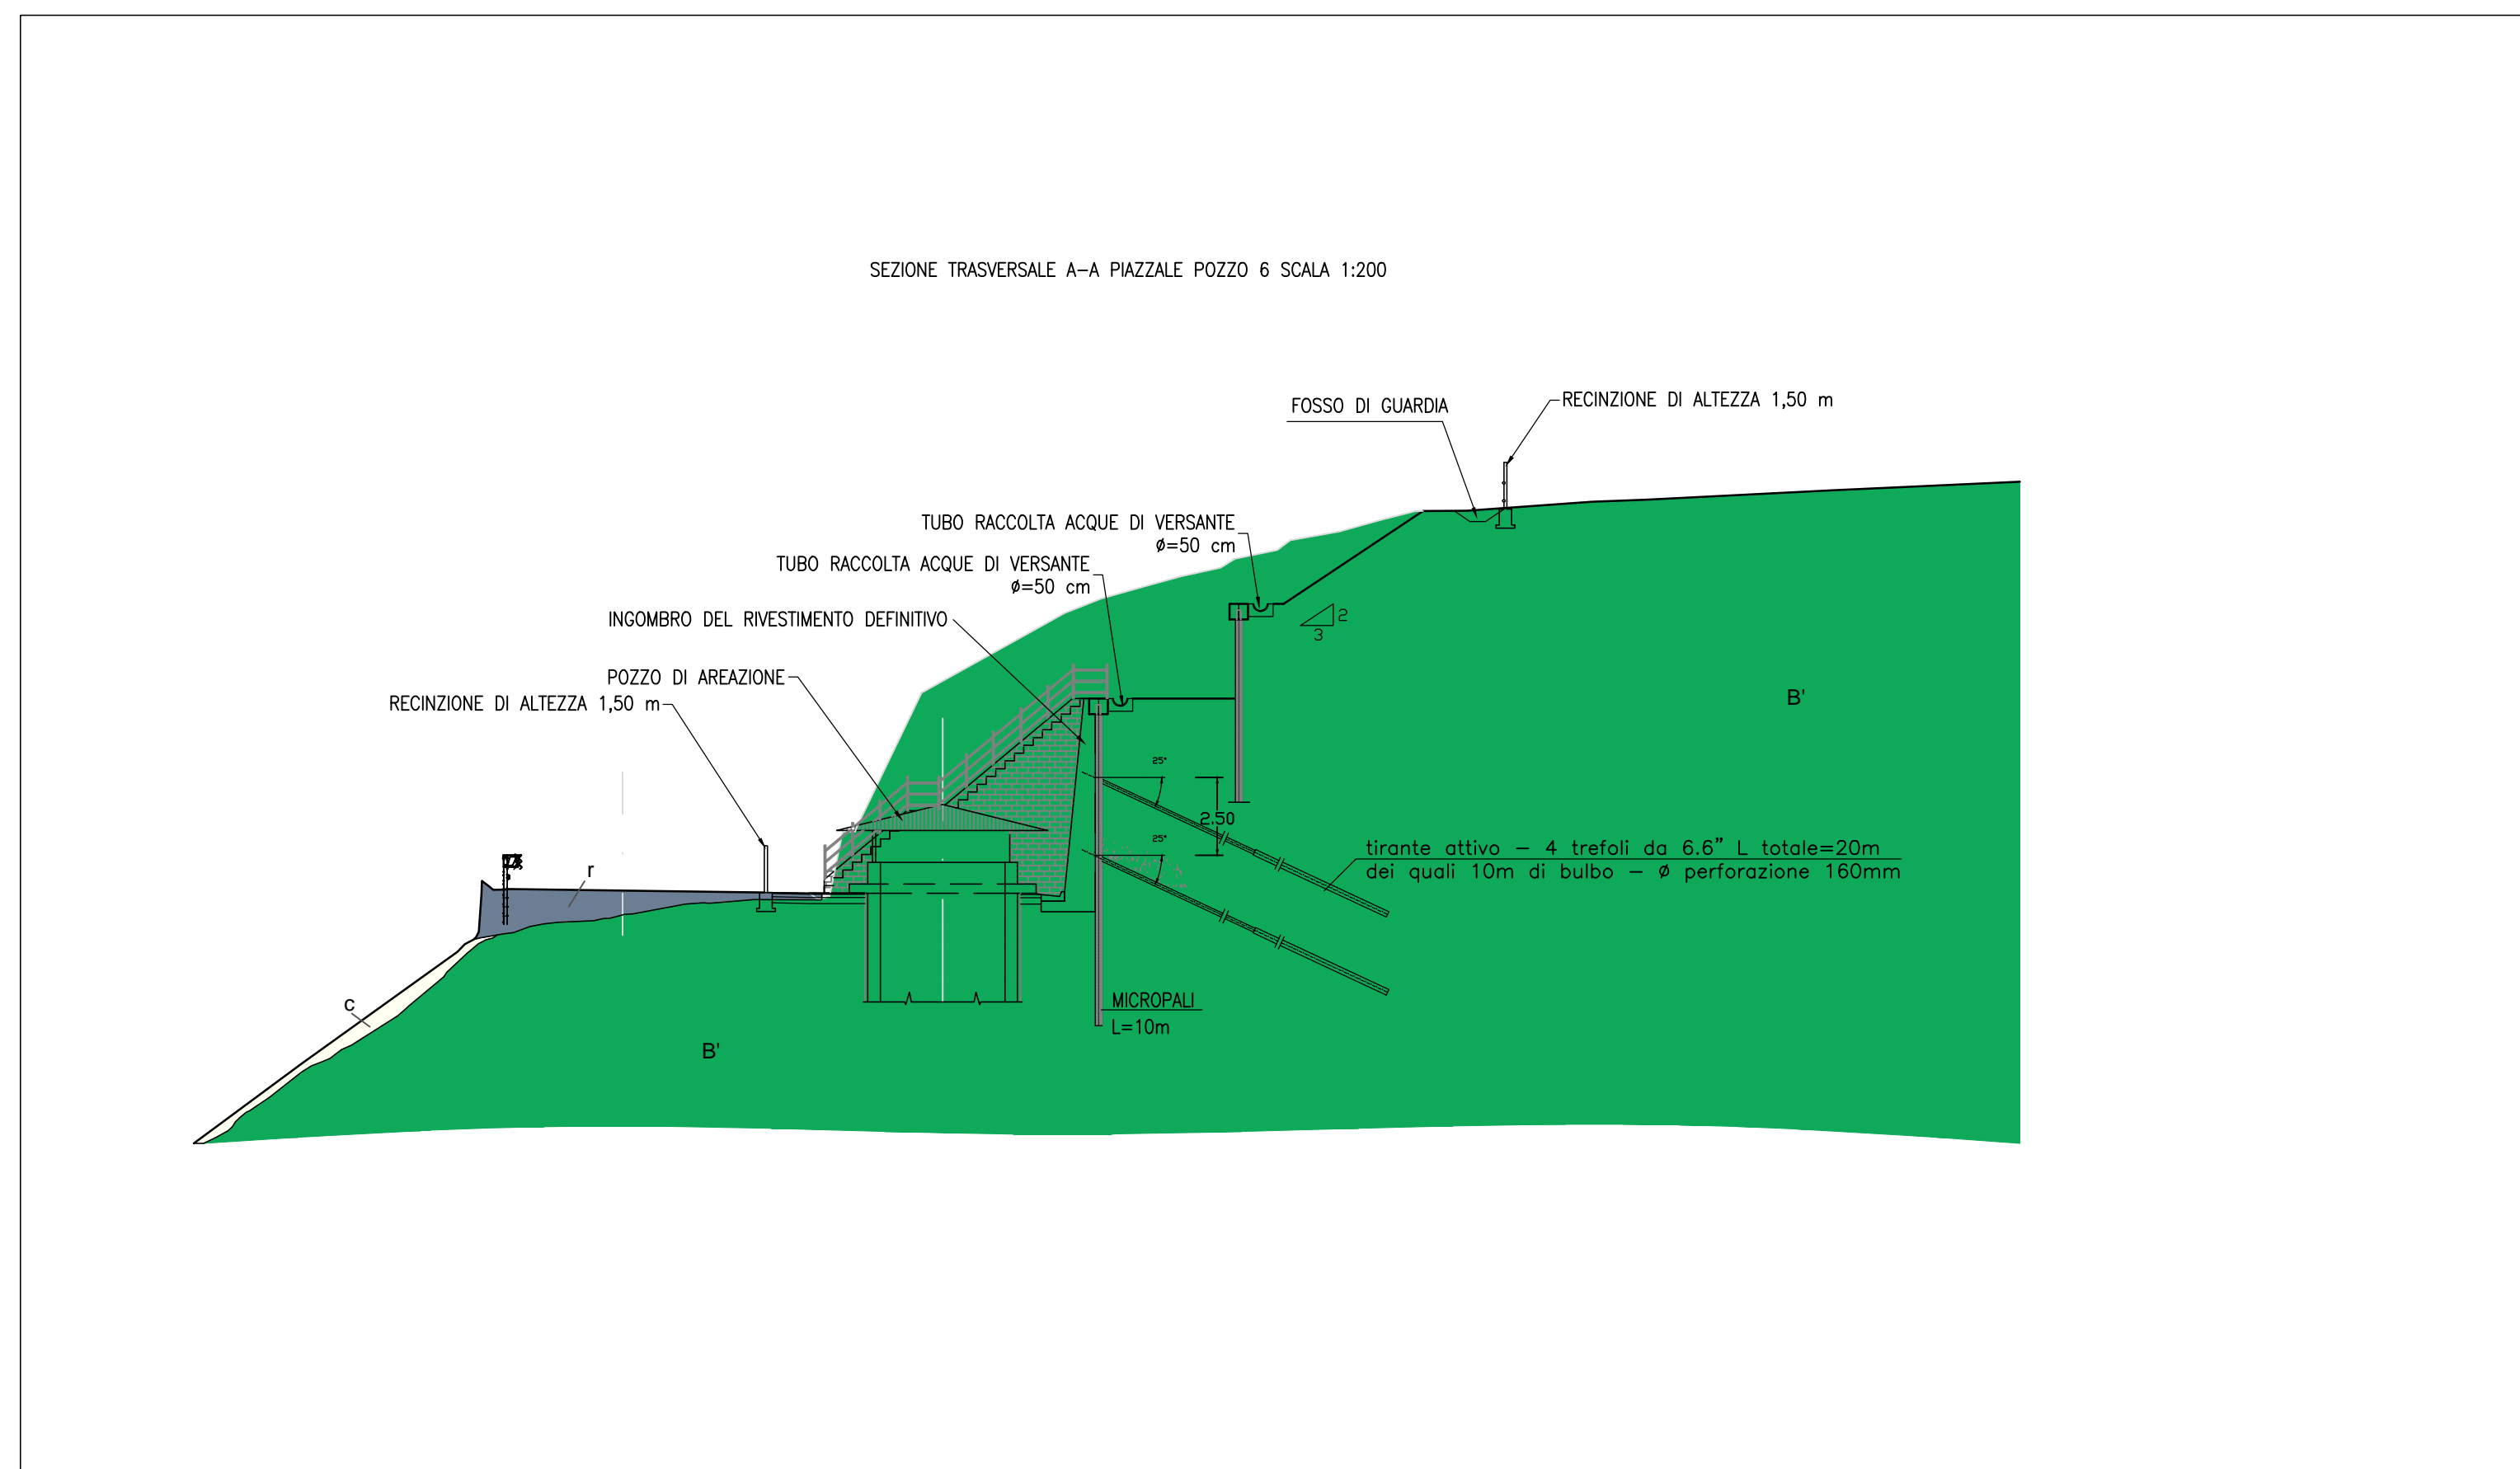 SEZIONE TRASVERSALE A-A PIAZZALE POZZO 6 SCALA 1:200
RECINZIONE DI ALTEZZA 1,50 m
FOSSO DI GUARDIA
TUBO RACCOLTA ACQUE DI VERSANTE
ø=50 cm
TUBO RACCOLTA ACQUE DI VERSANTE
ø=50 cm
INGOMBRO DEL RIVESTIMENTO DEFINITIVO
2
3
POZZO DI AREAZIONE
RECINZIONE DI ALTEZZA 1,50 m
B'
25°
2.50
25°
tirante attivo – 4 trefoli da 6.6” L totale=20m
dei quali 10m di bulbo – ø perforazione 160mm
r
c
MICROPALI
L=10m
B'